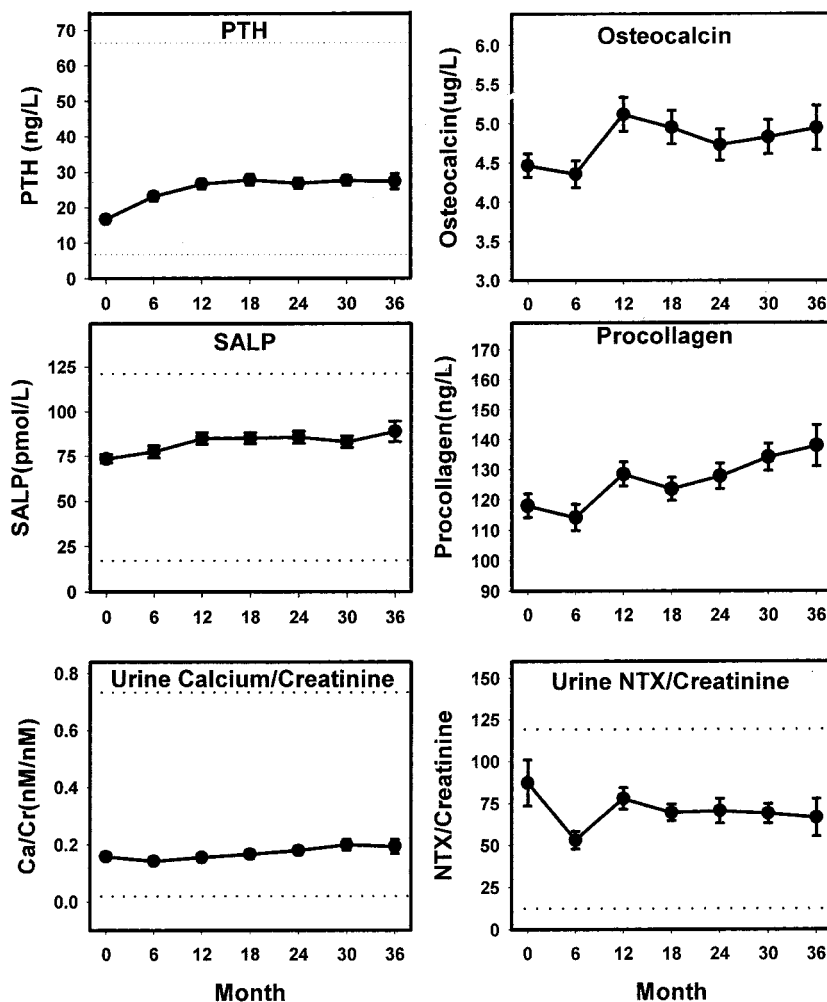 PTH
PTH (ng/L)
70
60
50
40
30
20
10
0
0 6 12 18 24 30 36
Osteocalcin
Osteocalcin(ug/L)
6.0
5.5
5.0
4.5
4.0
3.5
3.0
0 6 12 18 24 30 36
SALP
SALP(pmol/L)
125
100
75
50
25
0
0 6 12 18 24 30 36
Procollagen
Procollagen(ng/L)
170
160
150
140
130
120
110
100
90
0 6 12 18 24 30 36
Urine Calcium/Creatinine
Ca/Cr(nM/nM)
0.8
0.6
0.4
0.2
0.0
0 6 12 18 24 30 36
Month
Urine NTX/Creatinine
NTX/Creatinine
150
125
100
75
50
25
0
0 6 12 18 24 30 36
Month